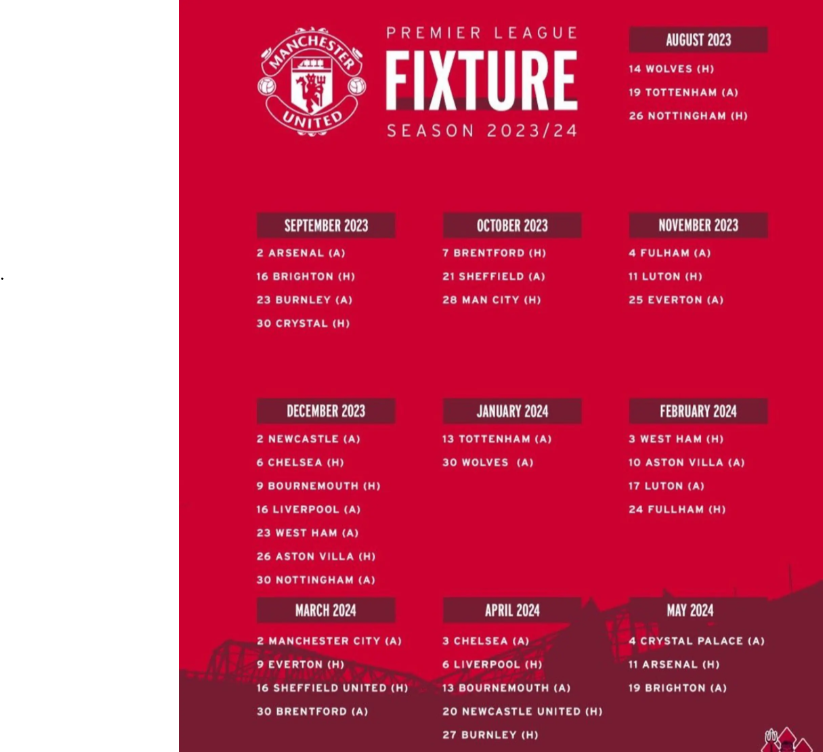 MANCHESTER
UNITED
PREMIER LEAGUE
FIXTURE
SEASON 2023/24
AUGUST 2023
14 WOLVES (H)
19 TOTTENHAM (A)
26 NOTTINGHAM (H)
SEPTEMBER 2023
2 ARSENAL (A)
16 BRIGHTON (H)
23 BURNLEY (A)
30 CRYSTAL (H)
OCTOBER 2023
7 BRENTFORD (H)
21 SHEFFIELD (A)
28 MAN CITY (H)
NOVEMBER 2023
4 FULHAM (A)
11 LUTON (H)
25 EVERTON (A)
.
DECEMBER 2023
2 NEWCASTLE (A)
6 CHELSEA (H)
9 BOURNEMOUTH (H)
16 LIVERPOOL (A)
23 WEST HAM (A)
26 ASTON VILLA (H)
30 NOTTINGHAM (A)
JANUARY 2024
13 TOTTENHAM (A)
30 WOLVES (A)
FEBRUARY 2024
3 WEST HAM (H)
10 ASTON VILLA (A)
17 LUTON (A)
24 FULLHAM (H)
MARCH 2024
2 MANCHESTER CITY (A)
9 EVERTON (H)
16 SHEFFIELD UNITED (H)
30 BRENTFORD (A)
APRIL 2024
3 CHELSEA (A)
6 LIVERPOOL (H)
13 BOURNEMOUTH (A)
20 NEWCASTLE UNITED (H)
27 BURNLEY (H)
MAY 2024
4 CRYSTAL PALACE (A)
11 ARSENAL (H)
19 BRIGHTON (A)